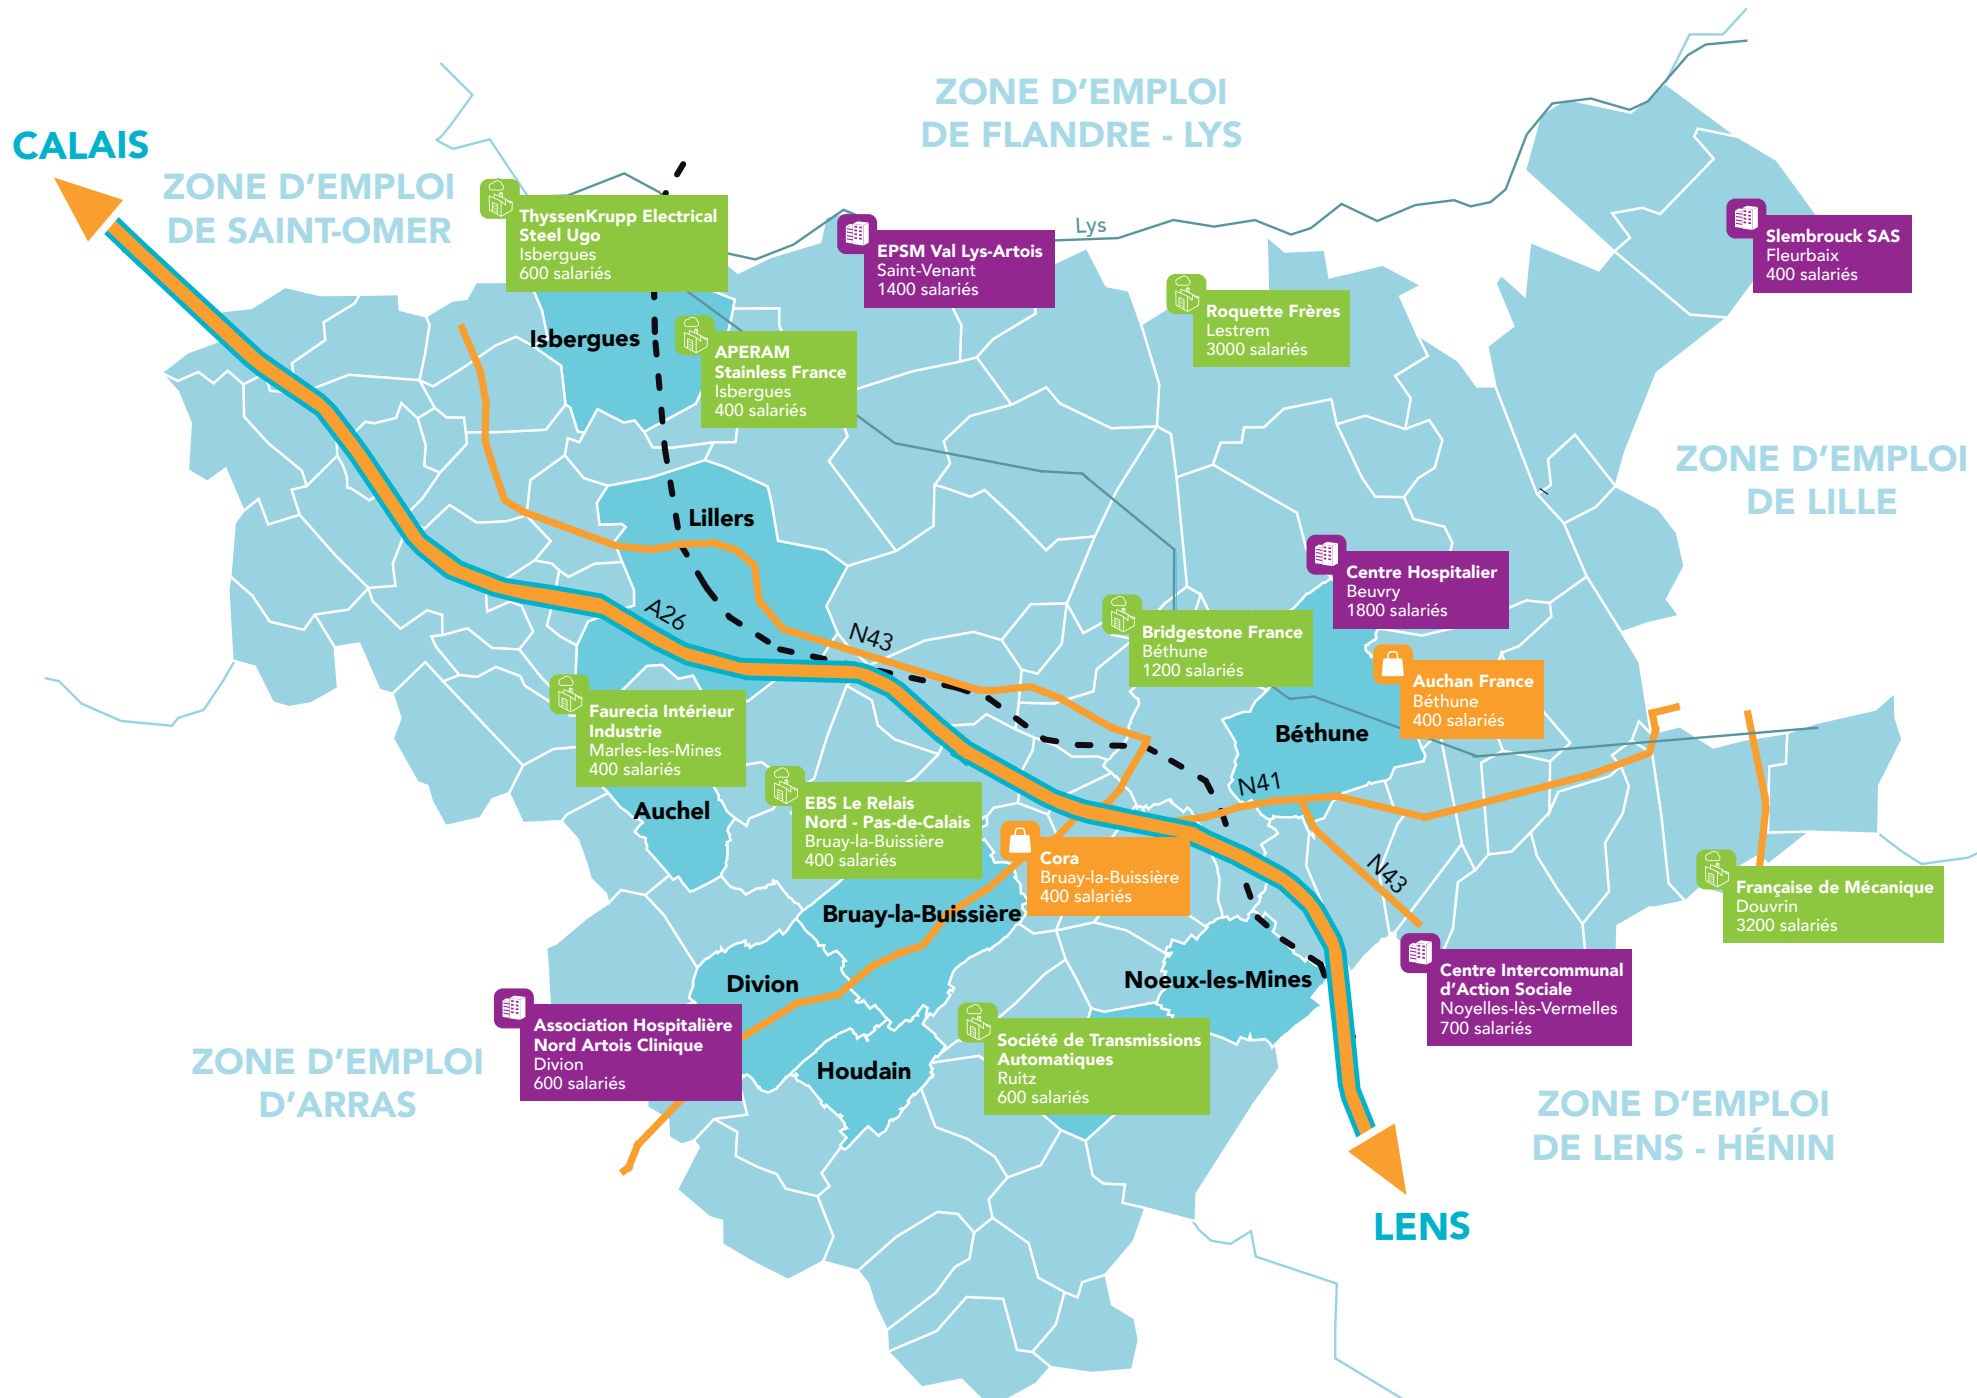 ZONE D'EMPLOI
DE FLANDRE - LYS
CALAIS
ZONE D'EMPLOI
DE SAINT-OMER
ThyssenKrupp Electrical
Steel Ugo
Isbergues
600 salariés
Lys
EPSM Val Lys-Artois
Saint-Venant
1400 salariés
Slembrouck SAS
Fleurbaix
400 salariés
Roquette Frères
Lestrem
3000 salariés
Isbergues
APERAM
Stainless France
Isbergues
400 salariés
ZONE D'EMPLOI
DE LILLE
Lillers
Centre Hospitalier
Beuvry
1800 salariés
A26
N43
Bridgestone France
Béthune
1200 salariés
Auchan France
Béthune
400 salariés
Faurecia Intérieur
Industrie
Marles-les-Mines
400 salariés
Béthune
N41
Auchel
EBS Le Relais
Nord - Pas-de-Calais
Bruay-la-Buissière
400 salariés
Cora
Bruay-la-Buissière
400 salariés
N43
Française de Mécanique
Douvrin
3200 salariés
Bruay-la-Buissière
Divion
Noeux-les-Mines
Centre Intercommunal
d'Action Sociale
Noyelles-lès-Vermelles
700 salariés
Association Hospitalière
Nord Artois Clinique
Divion
600 salariés
Société de Transmissions
Automatiques
Ruitz
600 salariés
ZONE D'EMPLOI
D'ARRAS
Houdain
ZONE D'EMPLOI
DE LENS - HÉNIN
LENS